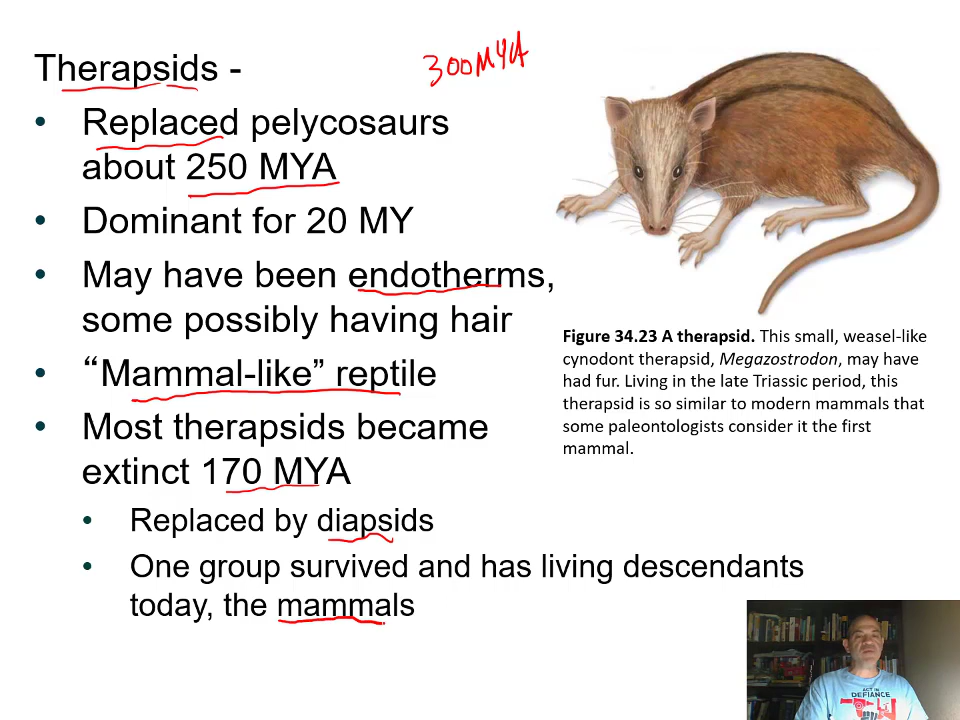 Therapsids -
300MYA
• Replaced pelycosaurs
about 250 MYA
• Dominant for 20 MY
• May have been endotherms,
some possibly having hair
• “Mammal-like” reptile
• Most therapsids became
extinct 170 MYA
• Replaced by diapsids
• One group survived and has living descendants
today, the mammals
Figure 34.23 A therapsid. This small, weasel-like
cynodont therapsid, Megazostrodon, may have
had fur. Living in the late Triassic period, this
therapsid is so similar to modern mammals that
some paleontologists consider it the first
mammal.
ACT IN
DEFIANCE